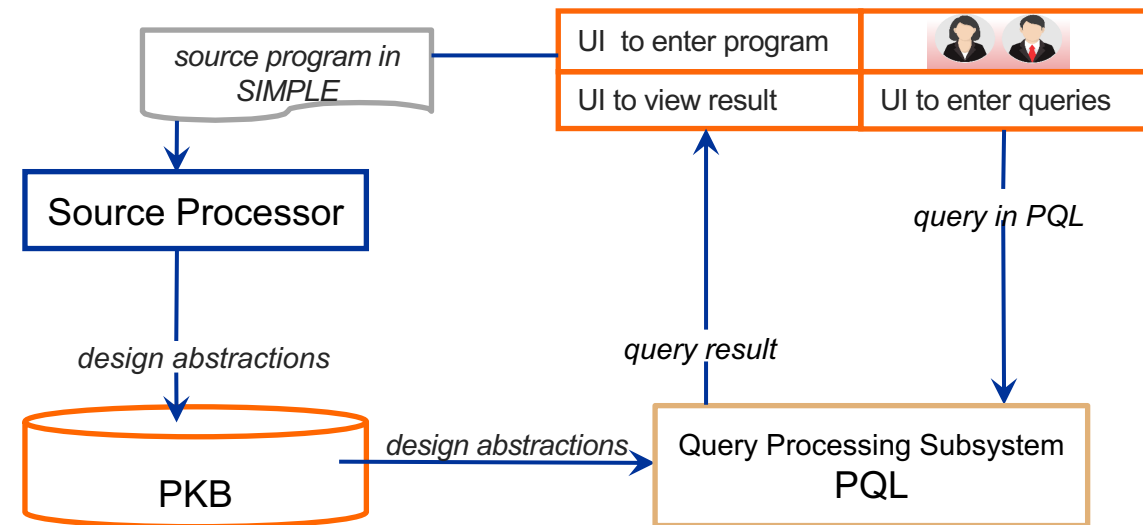 source program in
SIMPLE
UI to enter program
UI to view result
UI to enter queries
Source Processor
query in PQL
design abstractions
query result
design abstractions
PKB
Query Processing Subsystem
PQL